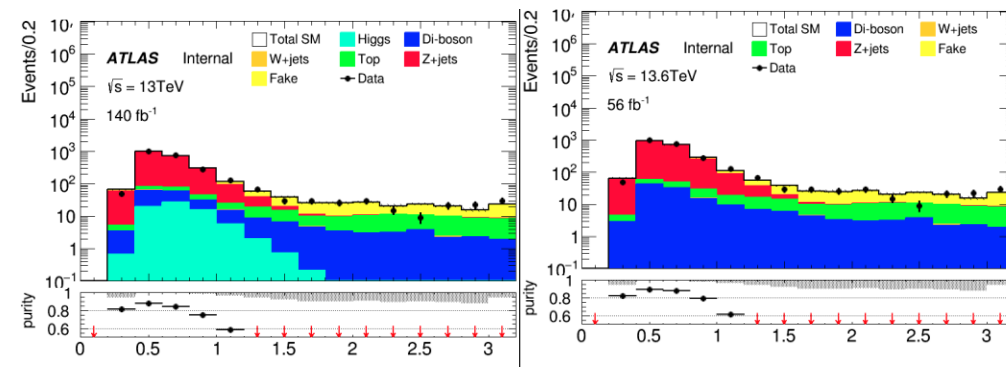 Events/0.2
10⁷
10⁶
10⁵
10⁴
10³
10²
10
1
10⁻¹
ATLAS Internal
√s = 13TeV
140 fb⁻¹
Total SM Higgs Di-boson
W+jets Top Z+jets
Fake Data
purity
1
0.8
0.6
0 0.5 1 1.5 2 2.5 3
Events/0.2
10⁶
10⁵
10⁴
10³
10²
10
1
10⁻¹
ATLAS Internal
√s = 13.6TeV
56 fb⁻¹
Total SM Di-boson W+jets
Top Z+jets Fake
Data
purity
1
0.8
0.6
0 0.5 1 1.5 2 2.5 3